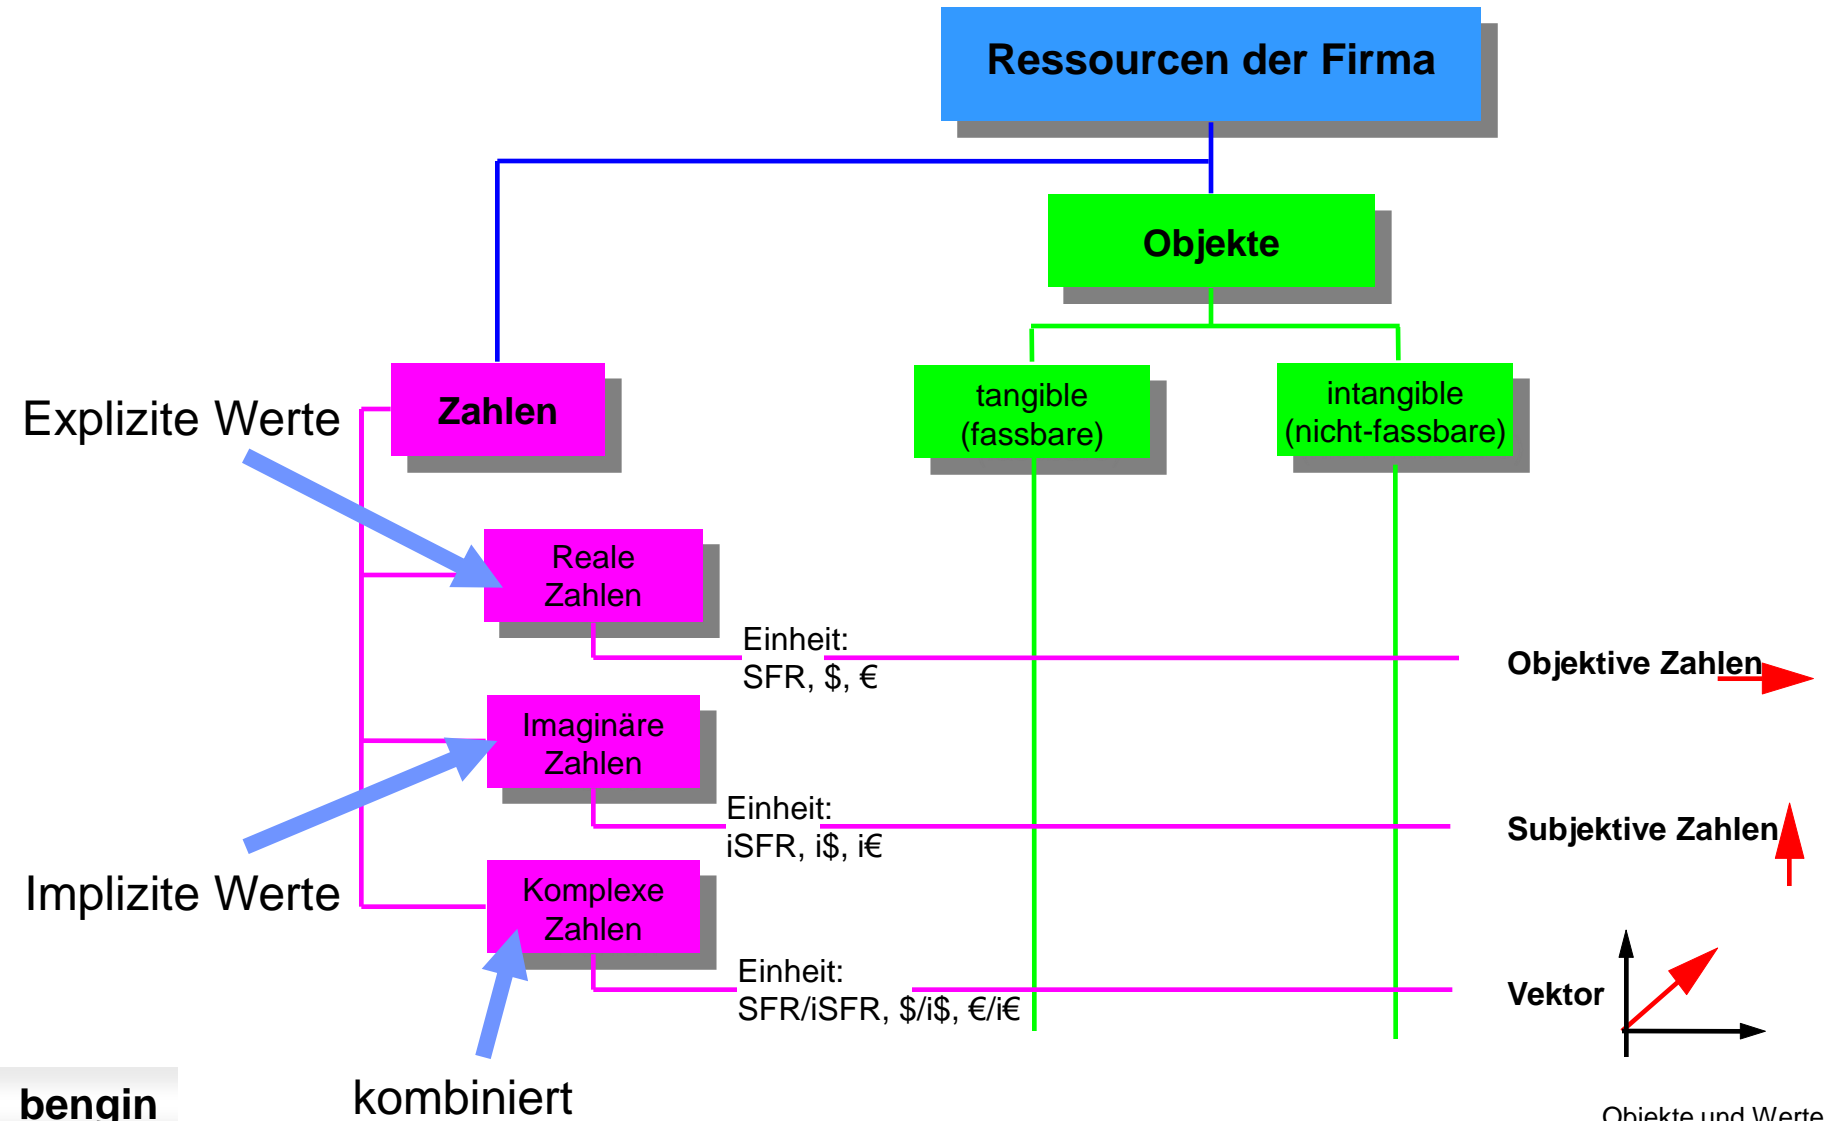 Ressourcen der Firma
Objekte
Zahlen
tangible
(fassbare)
intangible
(nicht-fassbare)
Explizite Werte
Reale
Zahlen
Einheit:
SFR, $, €
Objektive Zahlen
Imaginäre
Zahlen
Einheit:
iSFR, i$, i€
Subjektive Zahlen
Implizite Werte
Komplexe
Zahlen
Einheit:
SFR/iSFR, $/i$, €/i€
Vektor
kombiniert
bengin
Objekte und Werte